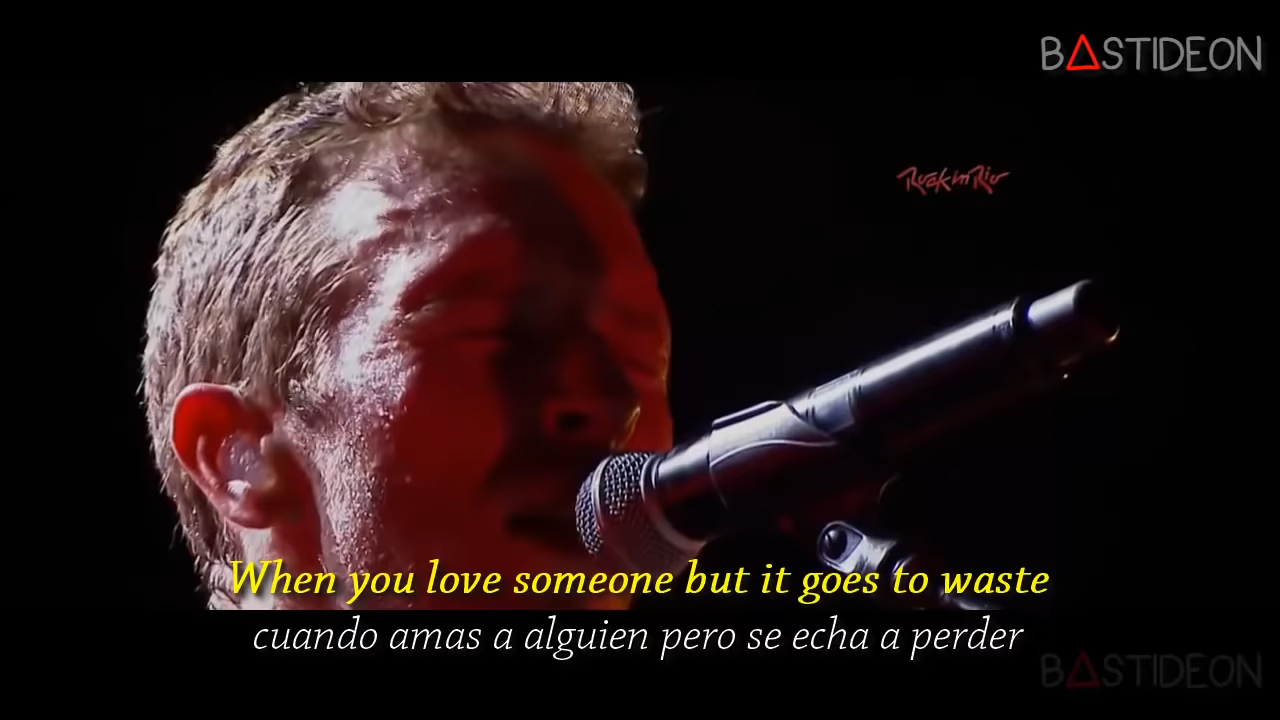 BASTIDEON
Rock in Rio
When you love someone but it goes to waste
cuando amas a alguien pero se echa a perder
BASTIDEON